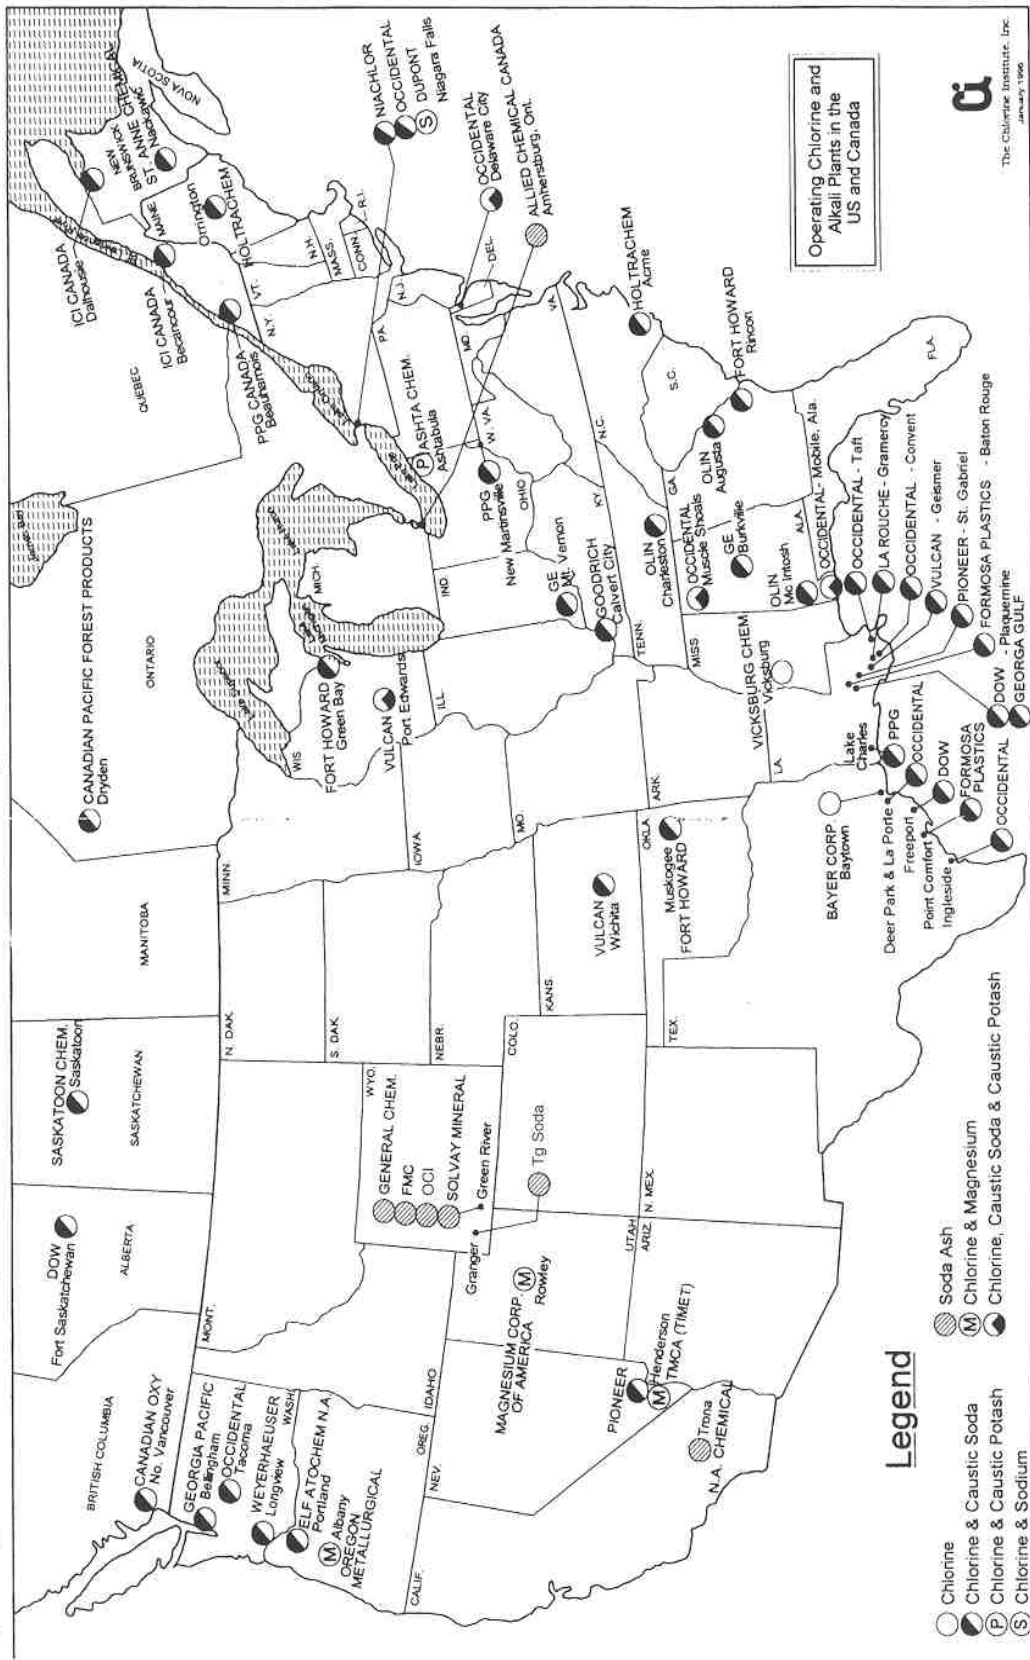 Operating Chlorine and
Alkali Plants in the
US and Canada
The Chlorine Institute, Inc.
January 1996
BRITISH COLUMBIA
ALBERTA
SASKATCHEWAN
MANITOBA
ONTARIO
QUEBEC
NEW
BRUNSWICK
NOVA SCOTIA
DOW
Fort Saskatchewan
SASKATOON CHEM.
Saskatoon
CANADIAN PACIFIC FOREST PRODUCTS
Dryden
ICI CANADA
Dalhousie
ICI CANADA
Becancour
ST. ANNE CHEMICAL
Nackawic
PPG CANADA
Beauharnois
Orrington
HOLTRACHEM
NIACHLOR
OCCIDENTAL
S DUPONT
Niagara Falls
OCCIDENTAL
Delaware City
ALLIED CHEMICAL CANADA
Amherstburg, Ont.
CANADIAN OXY
No. Vancouver
GEORGIA PACIFIC
Bellingham
OCCIDENTAL
Tacoma
WEYERHAEUSER
Longview
ELF ATOCHEM N.A.
Portland
M Albany
OREGON
METALLURGICAL
WASH
OREG.
IDAHO
MONT.
N. DAK.
S. DAK.
NEBR.
KANS.
MINN.
IOWA
MO.
WIS
MICH.
ILL.
IND
OHIO
KY.
TENN.
W. VA.
VA.
PA.
N.Y.
VT.
N.H.
MAINE
MASS.
CONN.
R.I.
N.J.
DEL.
MD.
N.C.
S.C.
GA.
FLA.
ALA.
MISS
LA.
ARK.
OKLA
TEX.
N. MEX.
ARIZ.
UTAH
COLO.
WYO.
NEV.
CALIF.
GENERAL CHEM.
FMC
OCI
SOLVAY MINERAL
Green River
Granger
Tg Soda
MAGNESIUM CORP.
OF AMERICA
M
Rowley
PIONEER
M Henderson
TMCA (TIMET)
Trona
N.A. CHEMICAL
FORT HOWARD
Green Bay
VULCAN
Port Edwards
P ASHTA CHEM.
Ashtabula
PPG
New Martinsville
GE
Mt. Vernon
GOODRICH
Calvert City
VULCAN
Wichita
Muskogee
FORT HOWARD
OLIN
Charleston
OCCIDENTAL
Muscle Shoals
GE
Burkville
OLIN
Augusta
FORT HOWARD
Rincon
HOLTRACHEM
Acme
OLIN
Mc Intosh
VICKSBURG CHEM
Vicksburg
OCCIDENTAL - Mobile, Ala.
OCCIDENTAL - Taft
LA ROUCHE - Gramercy
OCCIDENTAL - Convent
VULCAN - Geismer
PIONEER - St. Gabriel
FORMOSA PLASTICS - Baton Rouge
DOW - Plaquemine
GEORGA GULF
Lake
Charles
PPG
BAYER CORP.
Baytown
Deer Park & La Porte
OCCIDENTAL
Freeport
DOW
Point Comfort
FORMOSA
PLASTICS
Ingleside
OCCIDENTAL
Legend
Chlorine
Chlorine & Caustic Soda
P Chlorine & Caustic Potash
S Chlorine & Sodium
Soda Ash
M Chlorine & Magnesium
Chlorine, Caustic Soda & Caustic Potash